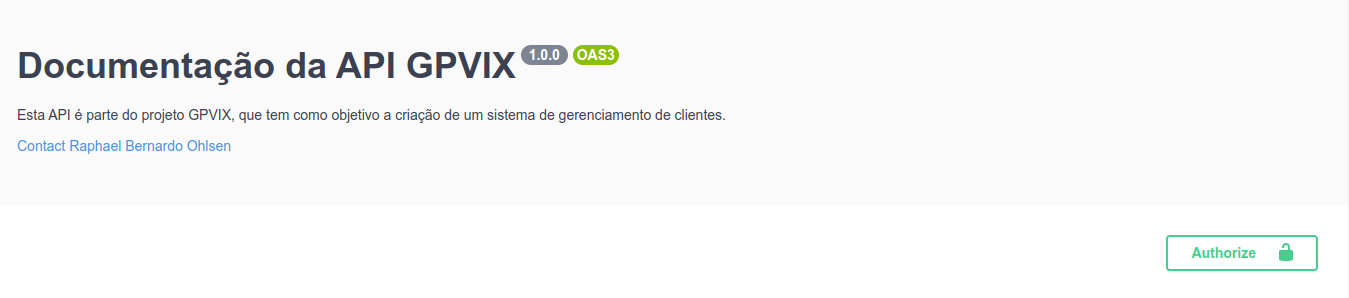 Documentação da API GPVIX 1.0.0 OAS3
Esta API é parte do projeto GPVIX, que tem como objetivo a criação de um sistema de gerenciamento de clientes.
Contact Raphael Bernardo Ohlsen
Authorize